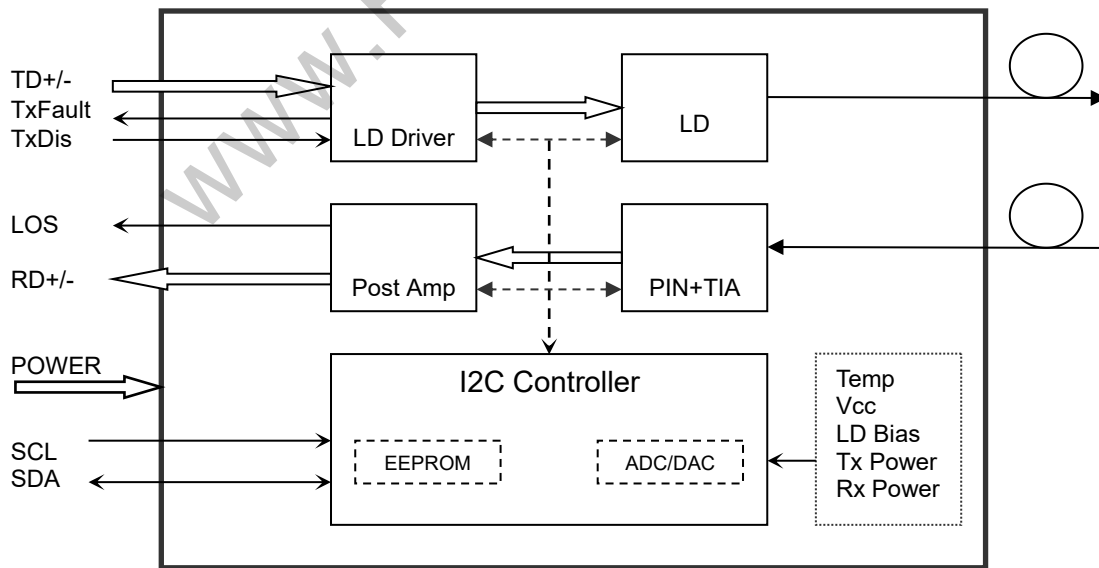 www.
TD+/-
TxFault
TxDis
LD Driver
LD
LOS
RD+/-
Post Amp
PIN+TIA
POWER
I2C Controller
SCL
SDA
EEPROM
ADC/DAC
Temp
Vcc
LD Bias
Tx Power
Rx Power